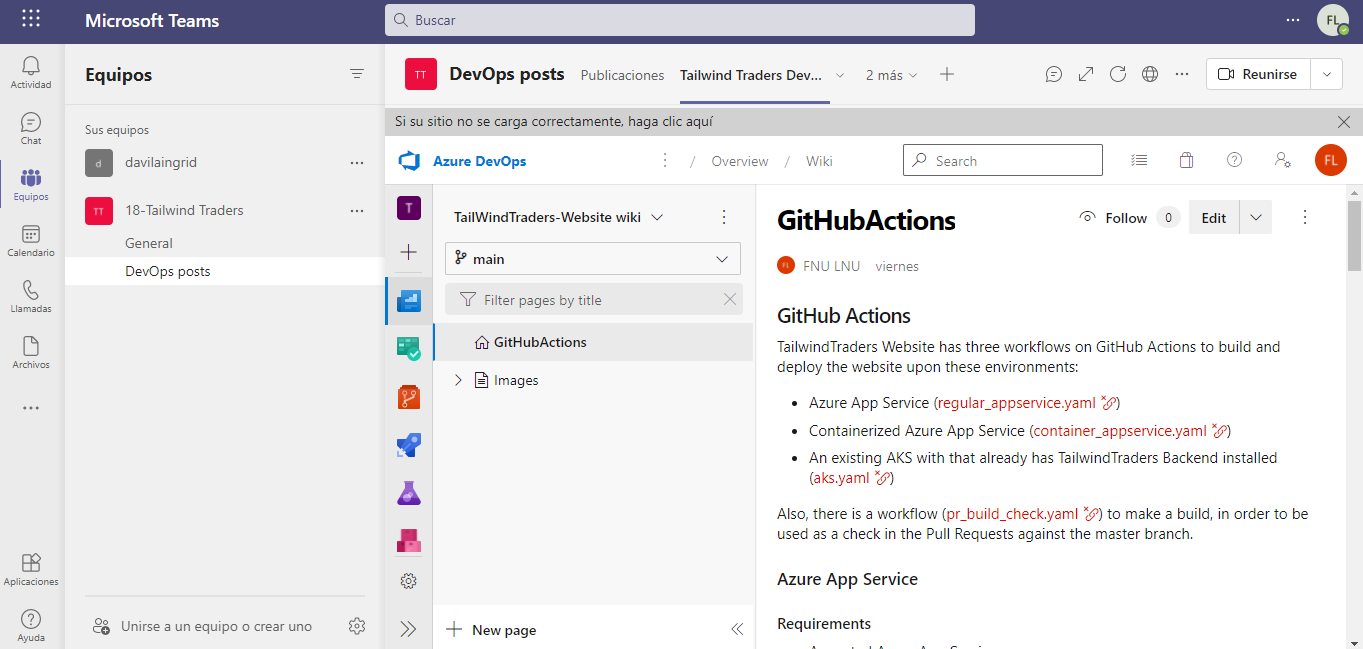 Microsoft Teams
Buscar
FL
Actividad
Chat
Equipos
Calendario
Llamadas
Archivos
Aplicaciones
Ayuda
Equipos
Sus equipos
d davilaingrid
TT 18-Tailwind Traders
General
DevOps posts
Unirse a un equipo o crear uno
TT DevOps posts Publicaciones Tailwind Traders Dev... 2 más Reunirse
Si su sitio no se carga correctamente, haga clic aquí
Azure DevOps / Overview / Wiki Search FL
T
TailWindTraders-Website wiki
main
Filter pages by title
GitHubActions
Images
New page
GitHubActions Follow 0 Edit
FNU LNU viernes
GitHub Actions
TailwindTraders Website has three workflows on GitHub Actions to build and
deploy the website upon these environments:
• Azure App Service (regular_appservice.yaml)
• Containerized Azure App Service (container_appservice.yaml)
• An existing AKS with that already has TailwindTraders Backend installed
(aks.yaml)
Also, there is a workflow (pr_build_check.yaml) to make a build, in order to be
used as a check in the Pull Requests against the master branch.
Azure App Service
Requirements